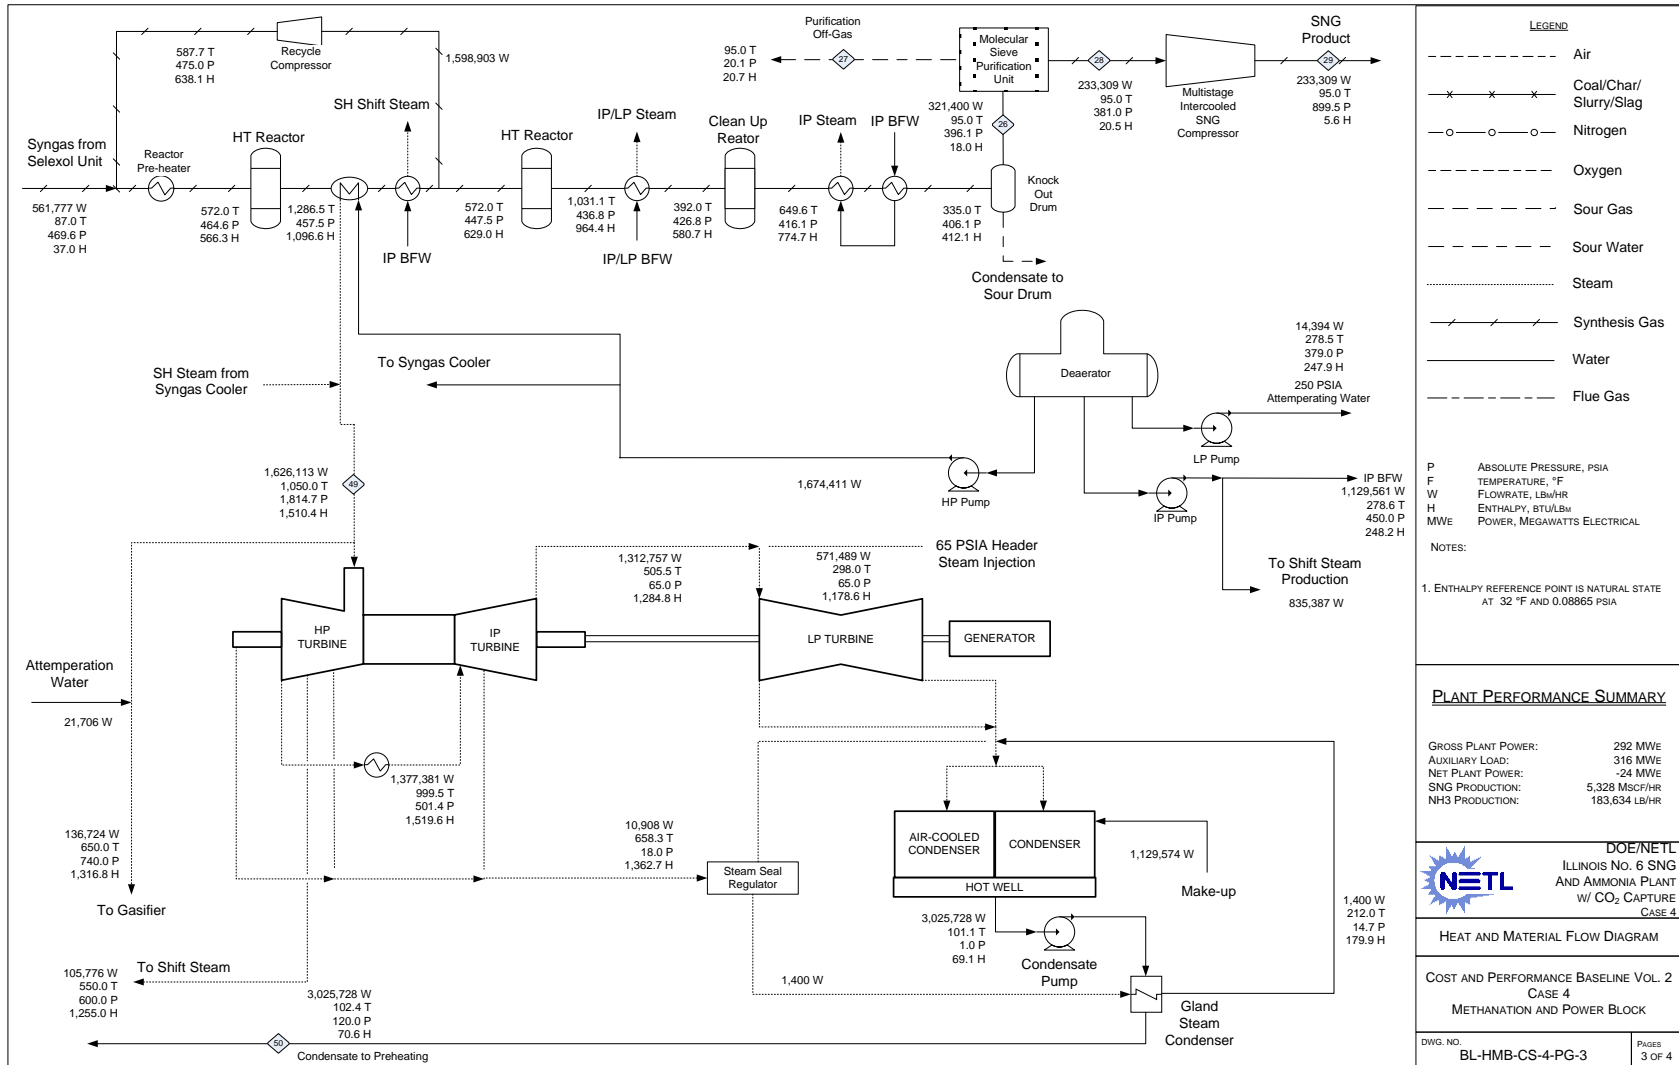 587.7 T
475.0 P
638.1 H
Recycle
Compressor
1,598,903 W
Purification
Off-Gas
95.0 T
20.1 P
20.7 H
27
Molecular
Sieve
Purification
Unit
28
233,309 W
95.0 T
381.0 P
20.5 H
Multistage
Intercooled
SNG
Compressor
SNG
Product
29
233,309 W
95.0 T
899.5 P
5.6 H
321,400 W
95.0 T
396.1 P
18.0 H
26
Syngas from
Selexol Unit
561,777 W
87.0 T
469.6 P
37.0 H
Reactor
Pre-heater
HT Reactor
572.0 T
464.6 P
566.3 H
1,286.5 T
457.5 P
1,096.6 H
SH Shift Steam
IP BFW
HT Reactor
572.0 T
447.5 P
629.0 H
1,031.1 T
436.8 P
964.4 H
IP/LP Steam
IP/LP BFW
Clean Up
Reator
392.0 T
426.8 P
580.7 H
649.6 T
416.1 P
774.7 H
IP Steam
IP BFW
335.0 T
406.1 P
412.1 H
Knock
Out
Drum
Condensate to
Sour Drum
To Syngas Cooler
SH Steam from
Syngas Cooler
Deaerator
14,394 W
278.5 T
379.0 P
247.9 H
250 PSIA
Attemperating Water
LP Pump
HP Pump
1,674,411 W
IP Pump
IP BFW
1,129,561 W
278.6 T
450.0 P
248.2 H
To Shift Steam
Production
835,387 W
1,626,113 W
1,050.0 T
1,814.7 P
1,510.4 H
49
1,312,757 W
505.5 T
65.0 P
1,284.8 H
571,489 W
298.0 T
65.0 P
1,178.6 H
65 PSIA Header
Steam Injection
HP
TURBINE
IP
TURBINE
LP TURBINE
GENERATOR
Attemperation
Water
21,706 W
1,377,381 W
999.5 T
501.4 P
1,519.6 H
136,724 W
650.0 T
740.0 P
1,316.8 H
To Gasifier
10,908 W
658.3 T
18.0 P
1,362.7 H
Steam Seal
Regulator
AIR-COOLED
CONDENSER
CONDENSER
HOT WELL
1,129,574 W
Make-up
3,025,728 W
101.1 T
1.0 P
69.1 H
Condensate
Pump
1,400 W
212.0 T
14.7 P
179.9 H
1,400 W
Gland
Steam
Condenser
105,776 W
550.0 T
600.0 P
1,255.0 H
To Shift Steam
3,025,728 W
102.4 T
120.0 P
70.6 H
50
Condensate to Preheating
LEGEND
Air
Coal/Char/
Slurry/Slag
Nitrogen
Oxygen
Sour Gas
Sour Water
Steam
Synthesis Gas
Water
Flue Gas
P ABSOLUTE PRESSURE, PSIA
F TEMPERATURE, °F
W FLOWRATE, LBM/HR
H ENTHALPY, BTU/LBM
MWE POWER, MEGAWATTS ELECTRICAL
NOTES:
1. ENTHALPY REFERENCE POINT IS NATURAL STATE
AT 32 °F AND 0.08865 PSIA
PLANT PERFORMANCE SUMMARY
GROSS PLANT POWER: 292 MWE
AUXILIARY LOAD: 316 MWE
NET PLANT POWER: -24 MWE
SNG PRODUCTION: 5,328 MSCF/HR
NH3 PRODUCTION: 183,634 LB/HR
NETL
DOE/NETL
ILLINOIS NO. 6 SNG
AND AMMONIA PLANT
W/ CO2 CAPTURE
CASE 4
HEAT AND MATERIAL FLOW DIAGRAM
COST AND PERFORMANCE BASELINE VOL. 2
CASE 4
METHANATION AND POWER BLOCK
DWG. NO.
BL-HMB-CS-4-PG-3
PAGES
3 OF 4